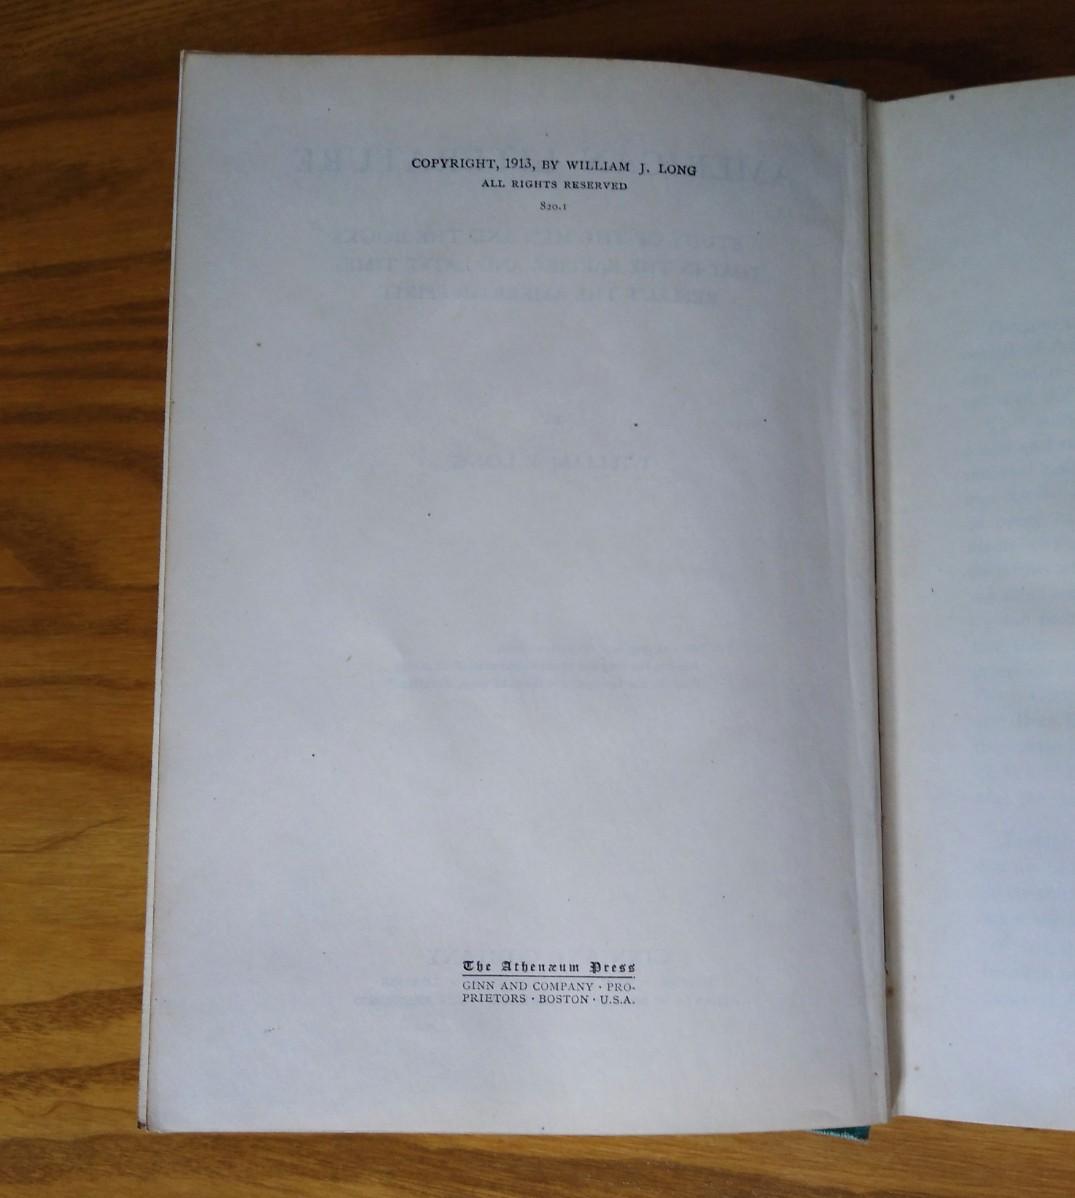 COPYRIGHT, 1913, BY WILLIAM J. LONG
ALL RIGHTS RESERVED
820.1
The Athenæum Press
GINN AND COMPANY · PRO-
PRIETORS · BOSTON · U.S.A.